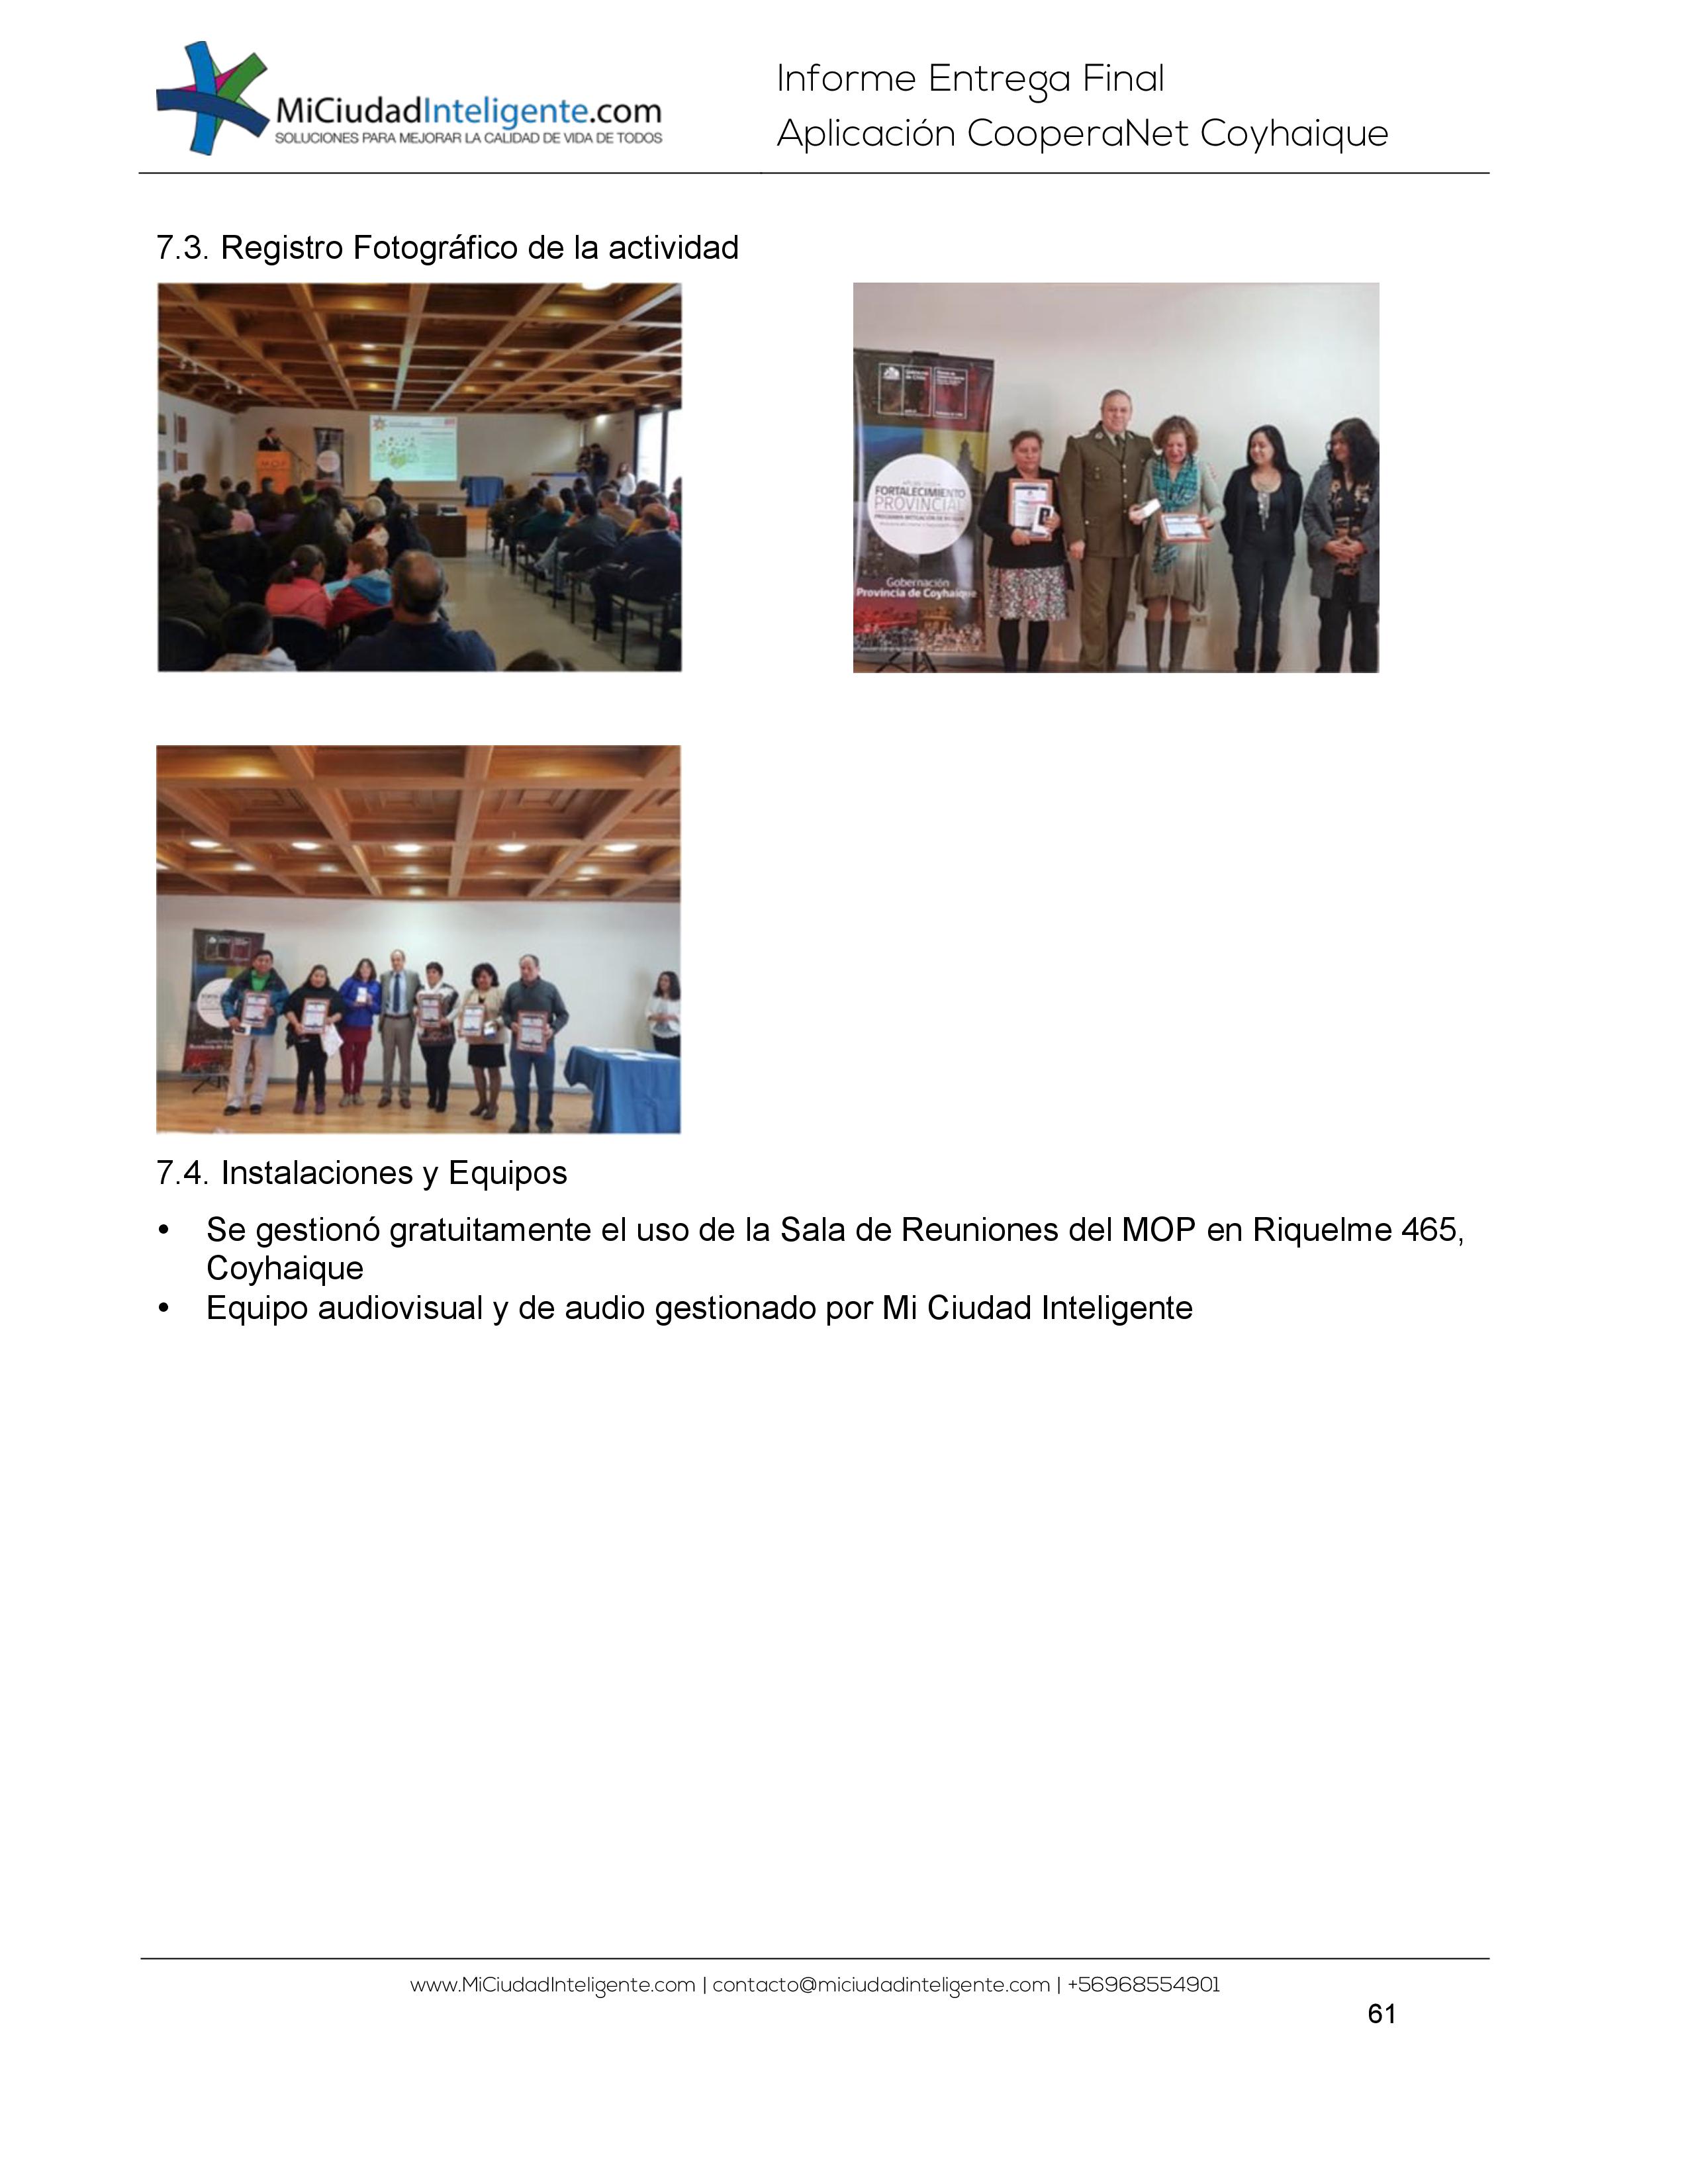 MiCiudadInteligente.com
SOLUCIONES PARA MEJORAR LA CALIDAD DE VIDA DE TODOS
Informe Entrega Final
Aplicación CooperaNet Coyhaique
7.3. Registro Fotográfico de la actividad
FORTALECIMIENTO
PROVINCIAL
Gobernación
Provincia de Coyhaique
7.4. Instalaciones y Equipos
• Se gestionó gratuitamente el uso de la Sala de Reuniones del MOP en Riquelme 465,
Coyhaique
• Equipo audiovisual y de audio gestionado por Mi Ciudad Inteligente
www.MiCiudadInteligente.com | contacto@miciudadinteligente.com | +56968554901
61